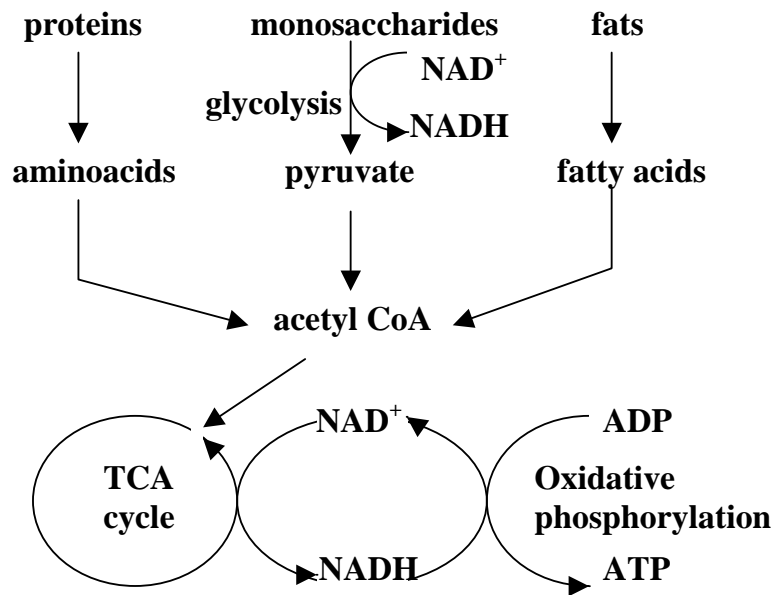 proteins monosaccharides fats
NAD+
glycolysis
NADH
aminoacids pyruvate fatty acids
acetyl CoA
NAD+ ADP
TCA
cycle
Oxidative
phosphorylation
NADH ATP